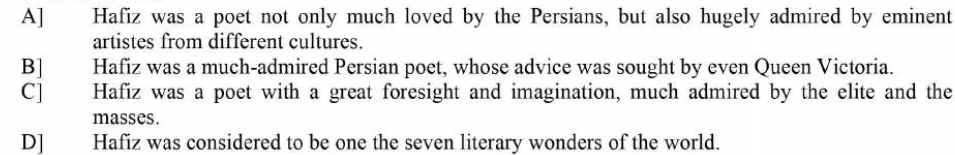 A] Hafiz was a poet not only much loved by the Persians, but also hugely admired by eminent
artistes from different cultures.
B] Hafiz was a much-admired Persian poet, whose advice was sought by even Queen Victoria.
C] Hafiz was a poet with a great foresight and imagination, much admired by the elite and the
masses.
D] Hafiz was considered to be one the seven literary wonders of the world.